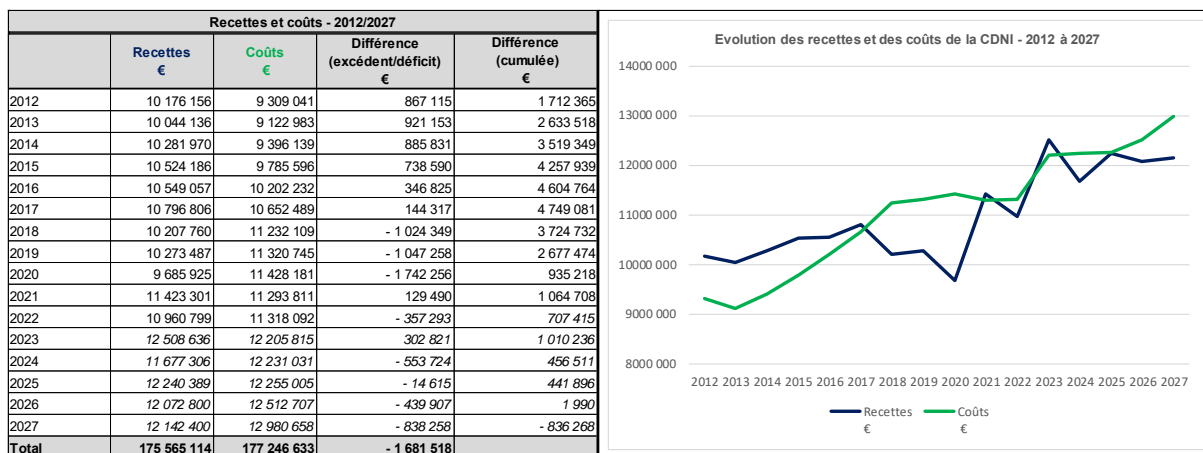 Recettes et coûts - 2012/2027
Recettes € Coûts € Différence (excédent/déficit) € Différence (cumulée) €
2012 10 176 156 9 309 041 867 115 1 712 365
2013 10 044 136 9 122 983 921 153 2 633 518
2014 10 281 970 9 396 139 885 831 3 519 349
2015 10 524 186 9 785 596 738 590 4 257 939
2016 10 549 057 10 202 232 346 825 4 604 764
2017 10 796 806 10 652 489 144 317 4 749 081
2018 10 207 760 11 232 109 - 1 024 349 3 724 732
2019 10 273 487 11 320 745 - 1 047 258 2 677 474
2020 9 685 925 11 428 181 - 1 742 256 935 218
2021 11 423 301 11 293 811 129 490 1 064 708
2022 10 960 799 11 318 092 - 357 293 707 415
2023 12 508 636 12 205 815 302 821 1 010 236
2024 11 677 306 12 231 031 - 553 724 456 511
2025 12 240 389 12 255 005 - 14 615 441 896
2026 12 072 800 12 512 707 - 439 907 1 990
2027 12 142 400 12 980 658 - 838 258 - 836 268
Total 175 565 114 177 246 633 - 1 681 518
Evolution des recettes et des coûts de la CDNI - 2012 à 2027
14000 000
13000 000
12000 000
11000 000
10000 000
9000 000
8000 000
2012 2013 2014 2015 2016 2017 2018 2019 2020 2021 2022 2023 2024 2025 2026 2027
Recettes € Coûts €